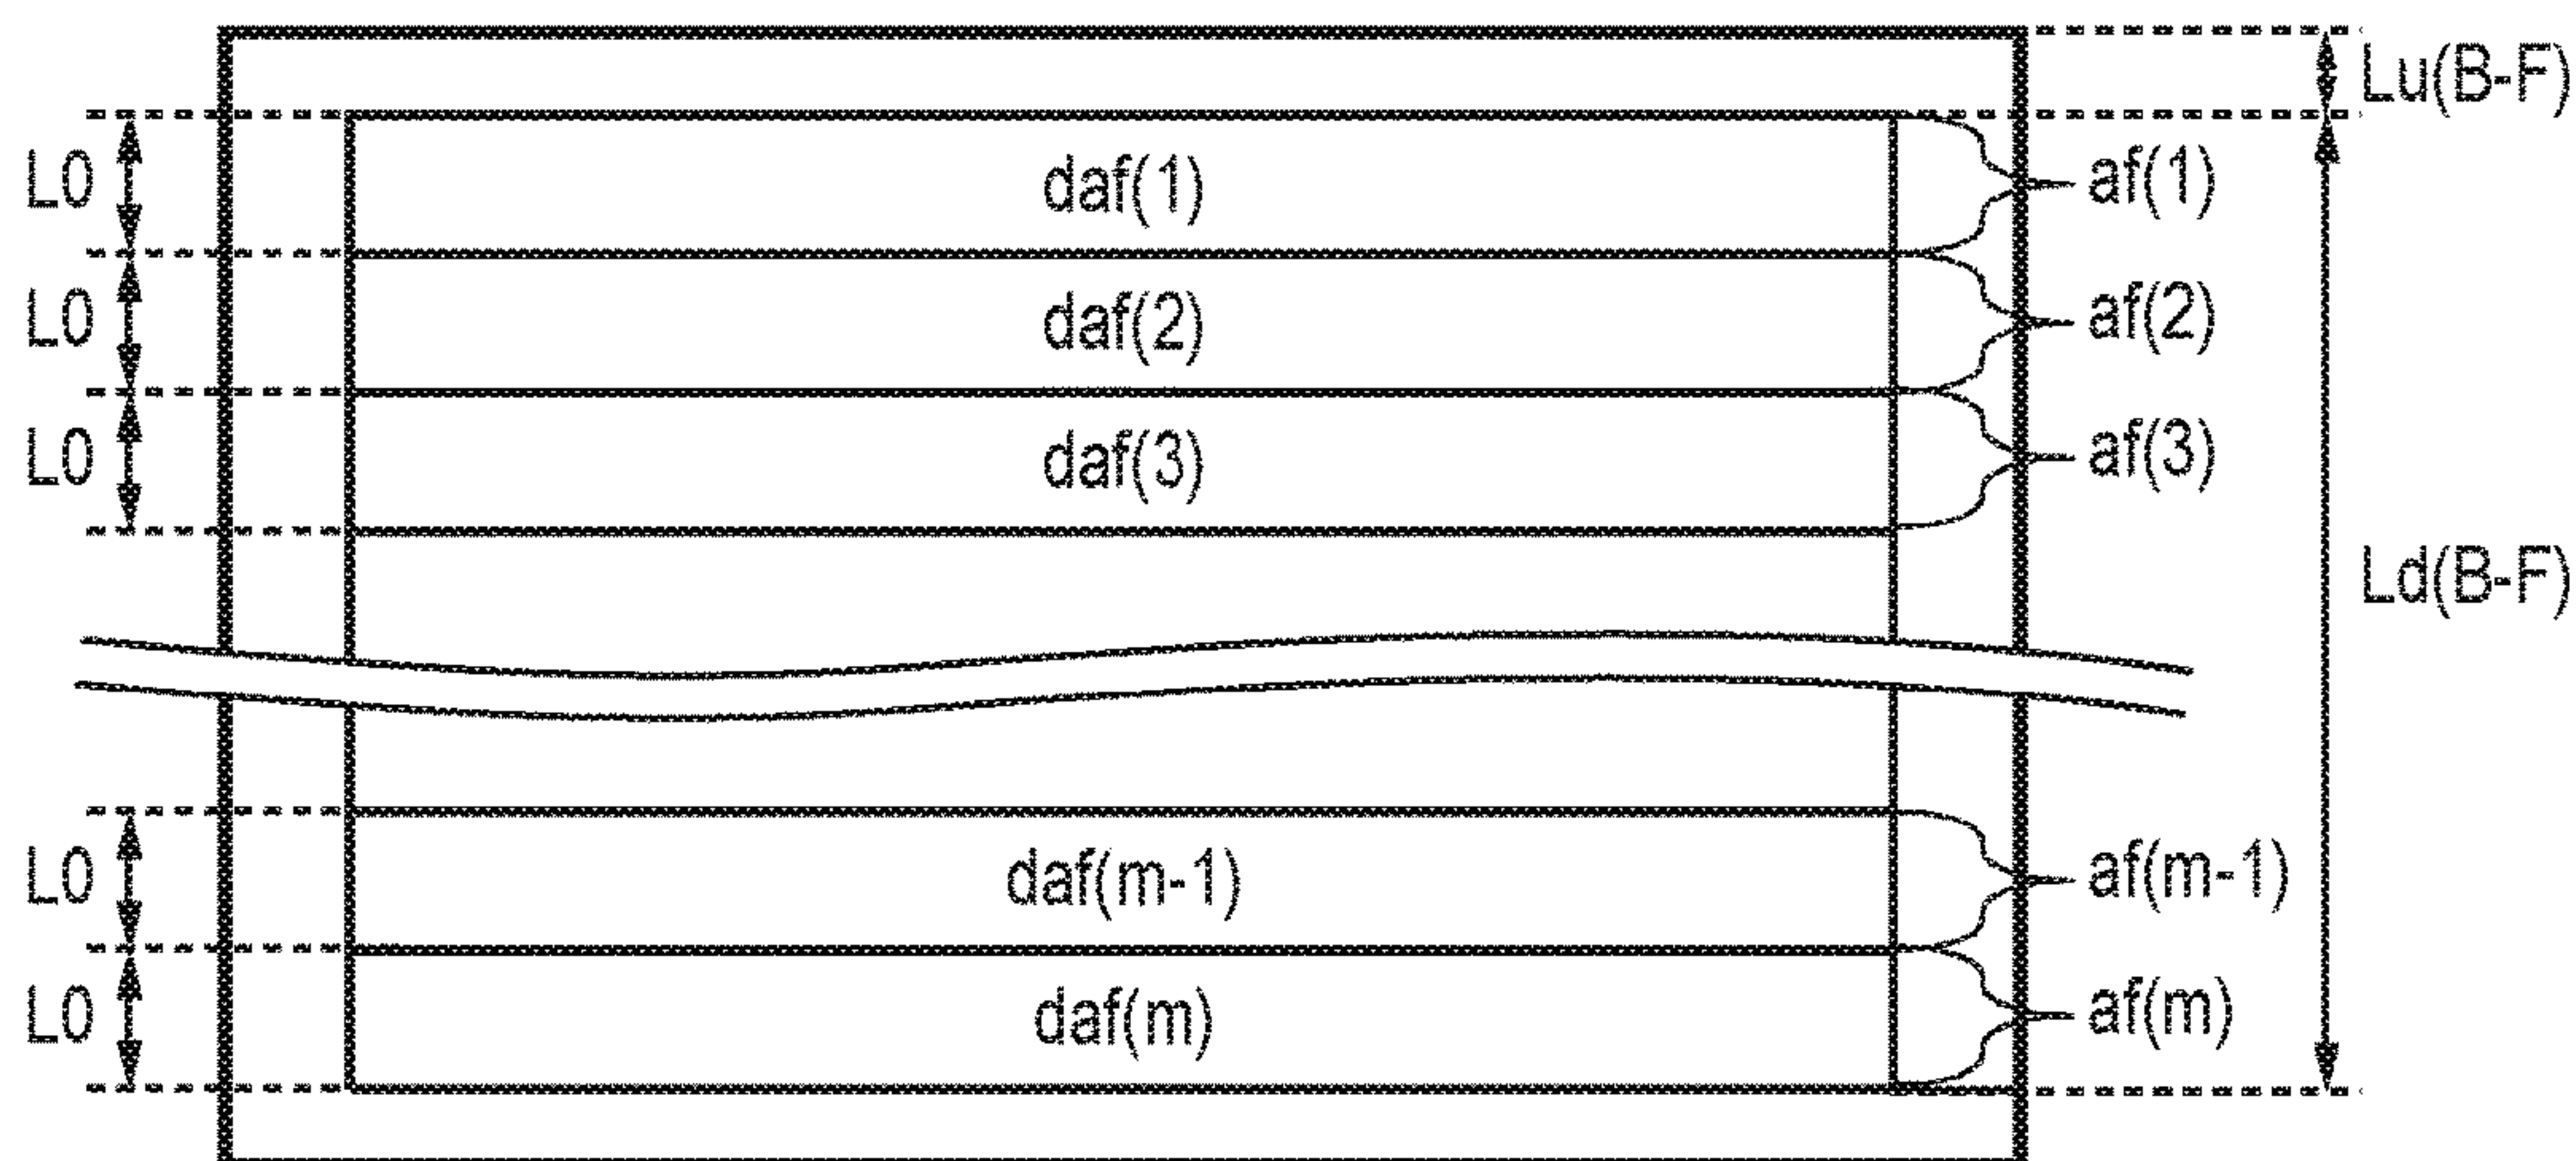 Lu(B-F)
L0 daf(1) af(1)
L0 daf(2) af(2)
L0 daf(3) af(3)
Ld(B-F)
L0 daf(m-1) af(m-1)
L0 daf(m) af(m)